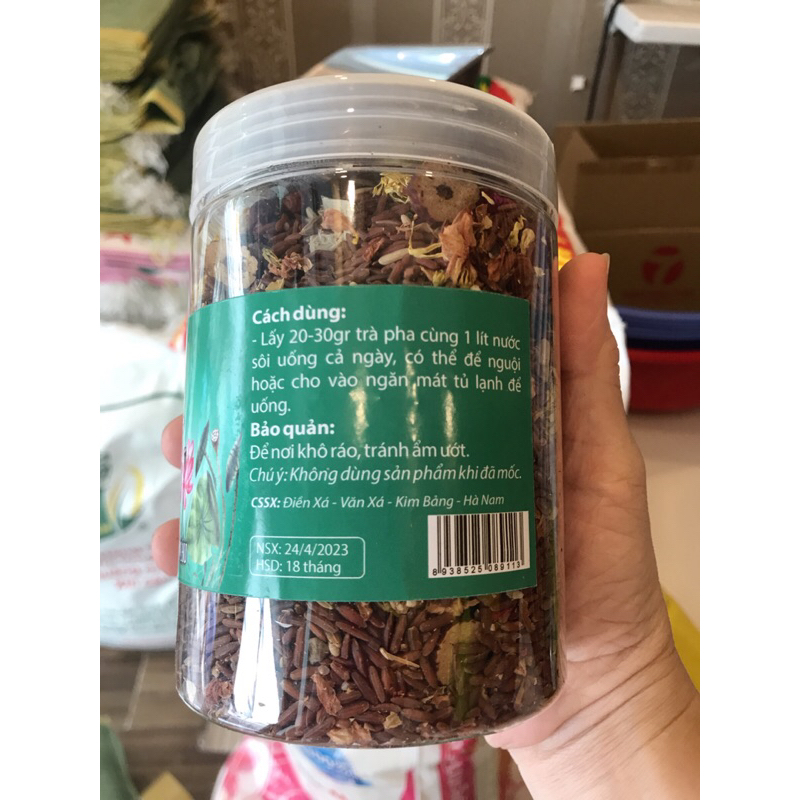 Cách dùng:
- Lấy 20-30gr trà pha cùng 1 lít nước
sôi uống cả ngày, có thể để nguội
hoặc cho vào ngăn mát tủ lạnh để
uống.
Bảo quản:
Để nơi khô ráo, tránh ẩm ướt.
Chú ý: Không dùng sản phẩm khi đã mốc.
CSSX: Điền Xá - Văn Xá - Kim Bảng - Hà Nam
NSX: 24/4/2023
HSD: 18 tháng
8 938525 089113